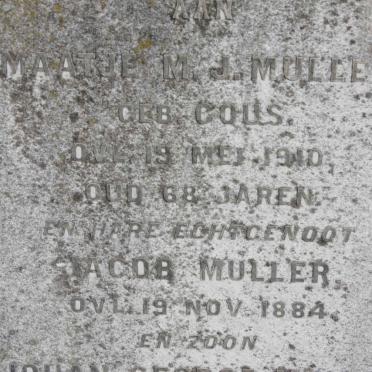 AAN
MAATJE M. J. MULLE
GEB. COUS.
OVL. 19 MEI 1910.
OUD 68 JAREN.
EN HARE ECHTGENOOT
JACOB MULLER.
OVL. 19 NOV. 1884.
EN ZOON